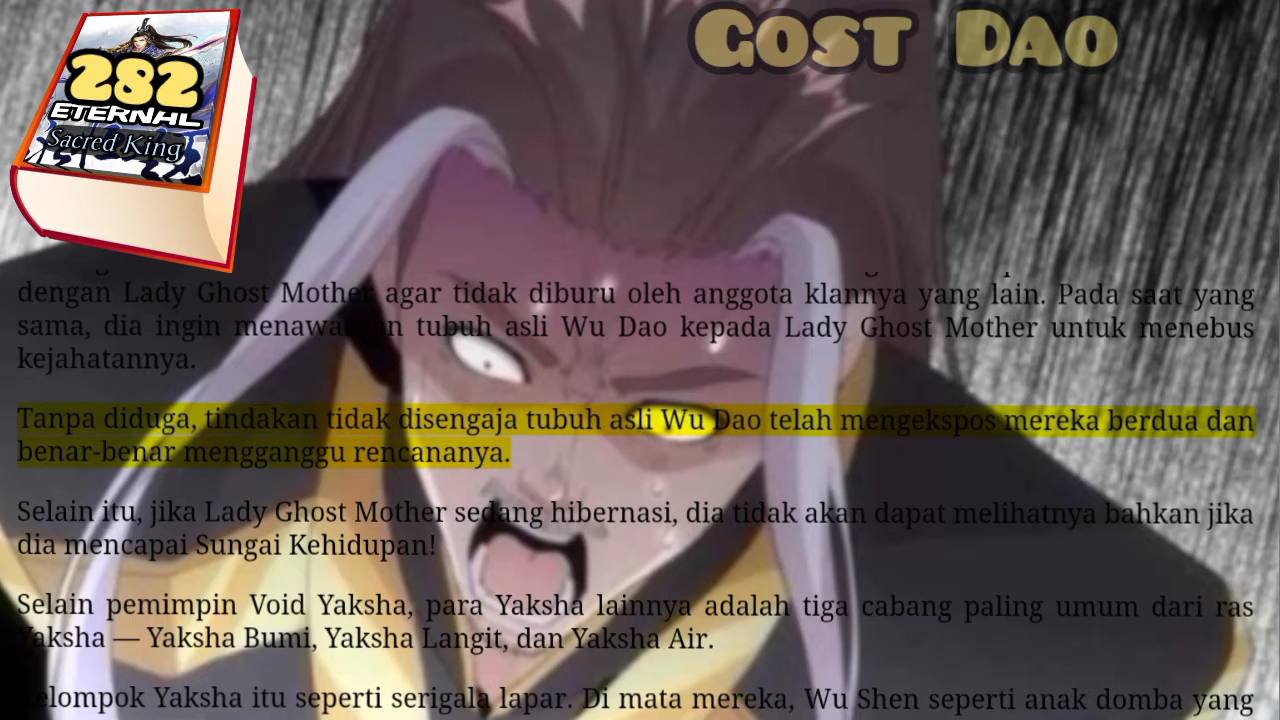 Gost Dao
282
ETERNAL
Sacred King
dengan Lady Ghost Mother agar tidak diburu oleh anggota klannya yang lain. Pada saat yang
sama, dia ingin menawarkan tubuh asli Wu Dao kepada Lady Ghost Mother untuk menebus
kejahatannya.
Tanpa diduga, tindakan tidak disengaja tubuh asli Wu Dao telah mengekspos mereka berdua dan
benar-benar mengganggu rencananya.
Selain itu, jika Lady Ghost Mother sedang hibernasi, dia tidak akan dapat melihatnya bahkan jika
dia mencapai Sungai Kehidupan!
Selain pemimpin Void Yaksha, para Yaksha lainnya adalah tiga cabang paling umum dari ras
Yaksha — Yaksha Bumi, Yaksha Langit, dan Yaksha Air.
Kelompok Yaksha itu seperti serigala lapar. Di mata mereka, Wu Shen seperti anak domba yang